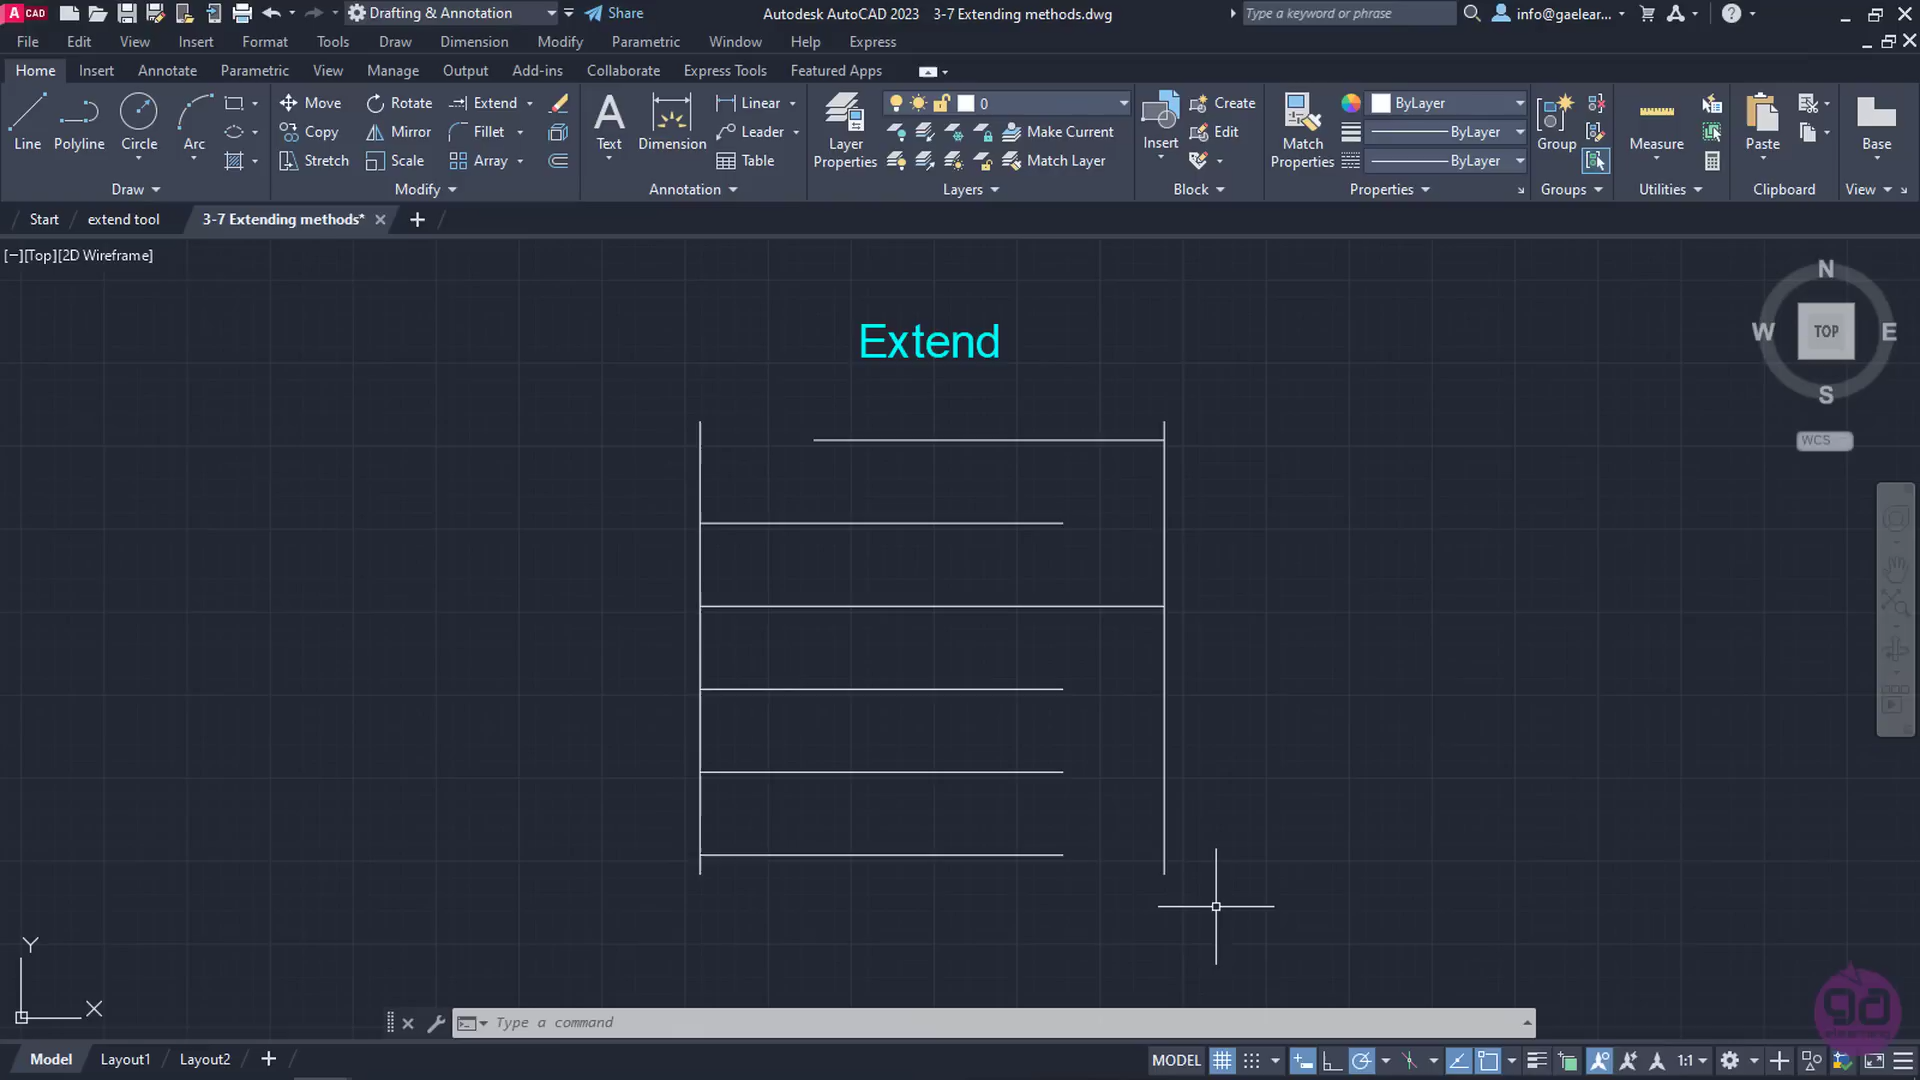 CAD Drafting & Annotation Share Autodesk AutoCAD 2023 3-7 Extending methods.dwg Type a keyword or phrase info@gaelear...
File Edit View Insert Format Tools Draw Dimension Modify Parametric Window Help Express
Home Insert Annotate Parametric View Manage Output Add-ins Collaborate Express Tools Featured Apps
Move Rotate Extend Linear 0 Create ByLayer
Line Polyline Circle Arc Copy Mirror Fillet Text Dimension Leader Layer Properties Make Current Insert Edit Match Properties ByLayer Group Measure Paste Base
Stretch Scale Array Table Match Layer ByLayer
Draw Modify Annotation Layers Block Properties Groups Utilities Clipboard View
Start extend tool 3-7 Extending methods*
[−][Top][2D Wireframe]
N
W TOP E
S
WCS
Extend
Y
X
Type a command
ga
elearning
Model Layout1 Layout2 MODEL 1:1